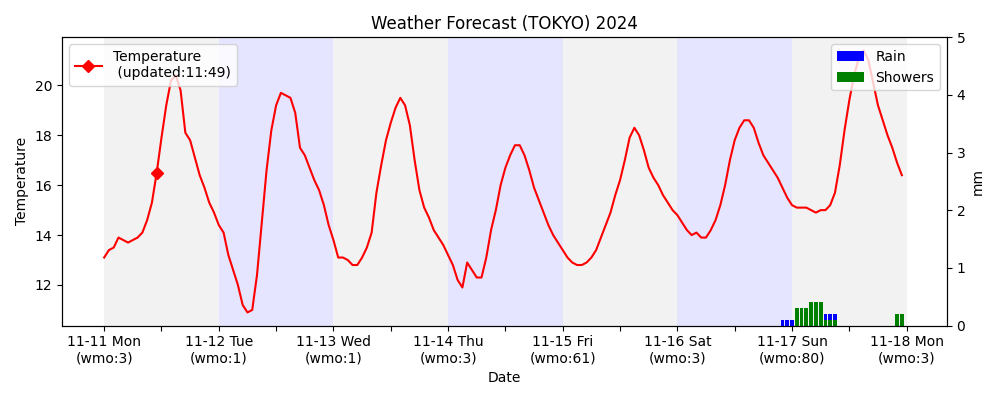 Weather Forecast (TOKYO) 2024
Temperature
(updated:11:49)
Rain
Showers
20
18
16
14
12
Temperature
5
4
3
2
1
0
mm
11-11 Mon
(wmo:3)
11-12 Tue
(wmo:1)
11-13 Wed
(wmo:1)
11-14 Thu
(wmo:3)
11-15 Fri
(wmo:61)
11-16 Sat
(wmo:3)
11-17 Sun
(wmo:80)
11-18 Mon
(wmo:3)
Date